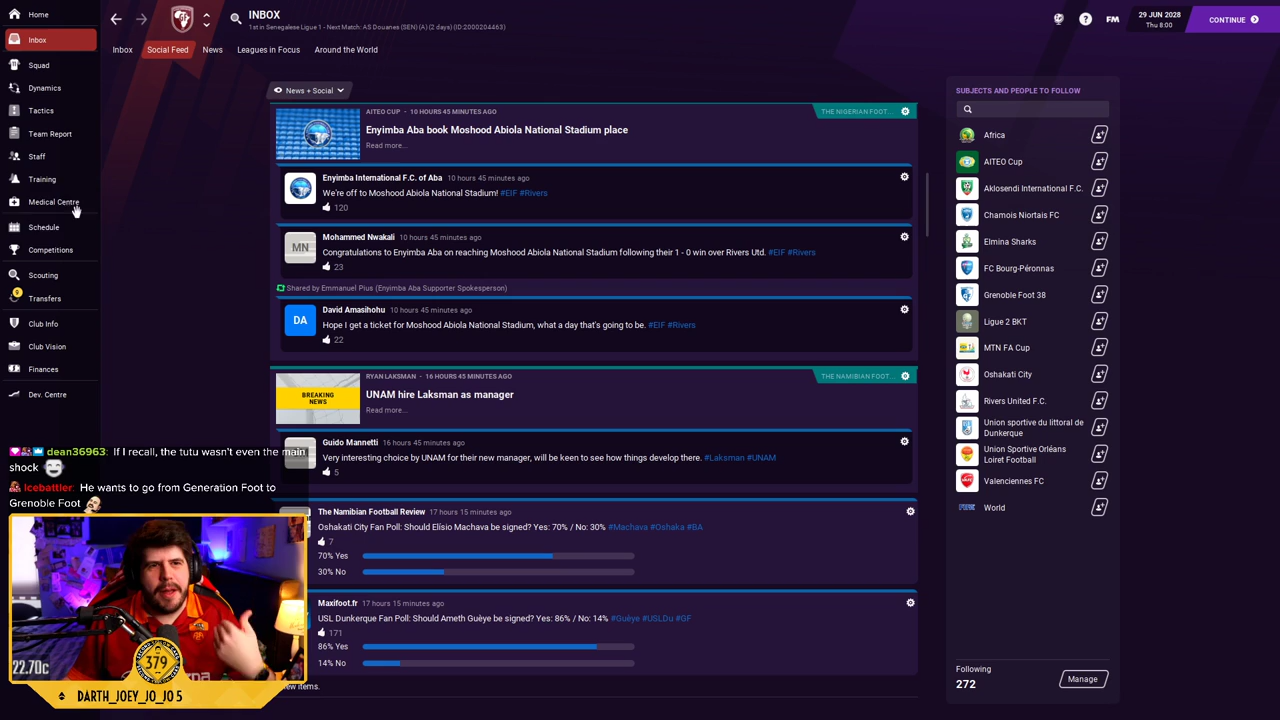 Home
Inbox
Squad
Dynamics
Tactics
Team Report
Staff
Training
Medical Centre
Schedule
Competitions
Scouting
9
Transfers
Club Info
Club Vision
Finances
Dev. Centre
INBOX
1st in Senegalese Ligue 1 - Next Match: AS Douanes (SEN) (A) (2 days) (ID:2000204463)
?
FM
29 JUN 2028
Thu 8:00
CONTINUE
Inbox
Social Feed
News
Leagues in Focus
Around the World
News + Social
AITEO CUP - 10 HOURS 45 MINUTES AGO
THE NIGERIAN FOOT...
Enyimba Aba book Moshood Abiola National Stadium place
Read more...
Enyimba International F.C. of Aba 10 hours 45 minutes ago
We're off to Moshood Abiola National Stadium! #EIF #Rivers
120
MN
Mohammed Nwakali 10 hours 45 minutes ago
Congratulations to Enyimba Aba on reaching Moshood Abiola National Stadium following their 1 - 0 win over Rivers Utd. #EIF #Rivers
23
Shared by Emmanuel Pius (Enyimba Aba Supporter Spokesperson)
DA
David Amasihohu 10 hours 45 minutes ago
Hope I get a ticket for Moshood Abiola National Stadium, what a day that's going to be. #EIF #Rivers
22
RYAN LAKSMAN - 16 HOURS 45 MINUTES AGO
THE NAMIBIAN FOOT...
BREAKING
NEWS
UNAM hire Laksman as manager
Read more...
Guido Mannetti 16 hours 45 minutes ago
Very interesting choice by UNAM for their new manager, will be keen to see how things develop there. #Laksman #UNAM
5
The Namibian Football Review 17 hours 15 minutes ago
Oshakati City Fan Poll: Should Elísio Machava be signed? Yes: 70% / No: 30% #Machava #Oshaka #BA
7
70% Yes
30% No
Maxifoot.fr 17 hours 15 minutes ago
USL Dunkerque Fan Poll: Should Ameth Guèye be signed? Yes: 86% / No: 14% #Guèye #USLDu #GF
171
86% Yes
14% No
new items.
SUBJECTS AND PEOPLE TO FOLLOW
Africa
AITEO Cup
Aklosendi International F.C.
Chamois Niortais FC
Elmina Sharks
FC Bourg-Péronnas
Grenoble Foot 38
Ligue 2 BKT
MTN FA Cup
Oshakati City
Rivers United F.C.
Union sportive du littoral de
Dunkerque
Union Sportive Orléans
Loiret Football
Valenciennes FC
FIFA
World
Following
272
Manage
dean36963: If I recall, the tutu wasn't even the main
shock
Icebattler: He wants to go from Generation Foot to
Grenoble Foot
379
22.70c
DARTH_JOEY_JO_JO 5